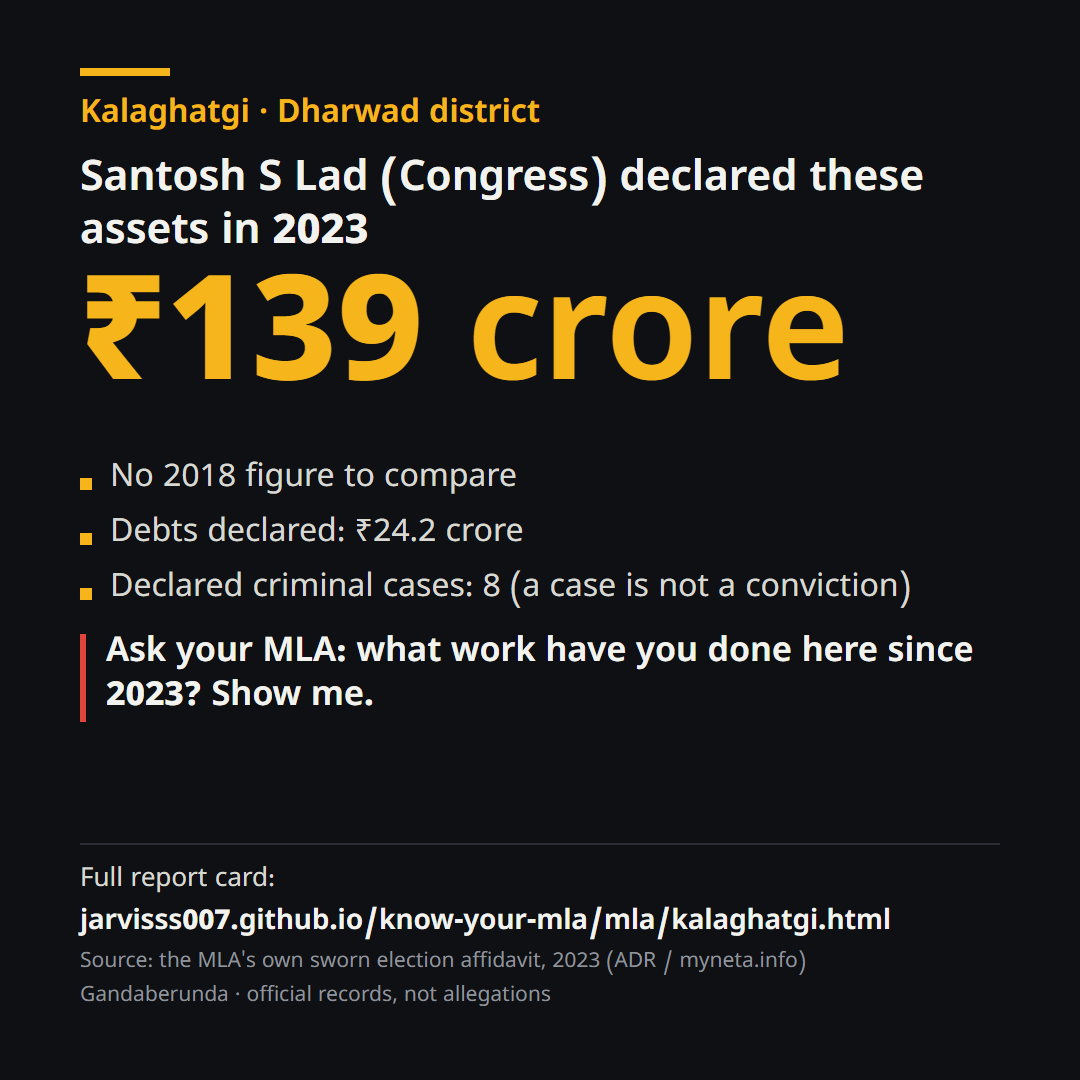 Kalaghatgi · Dharwad district
Santosh S Lad (Congress) declared these
assets in 2023
₹139 crore
No 2018 figure to compare
Debts declared: ₹24.2 crore
Declared criminal cases: 8 (a case is not a conviction)
Ask your MLA: what work have you done here since
2023? Show me.
Full report card:
jarvisss007.github.io/know-your-mla/mla/kalaghatgi.html
Source: the MLA's own sworn election affidavit, 2023 (ADR / myneta.info)
Gandaberunda · official records, not allegations